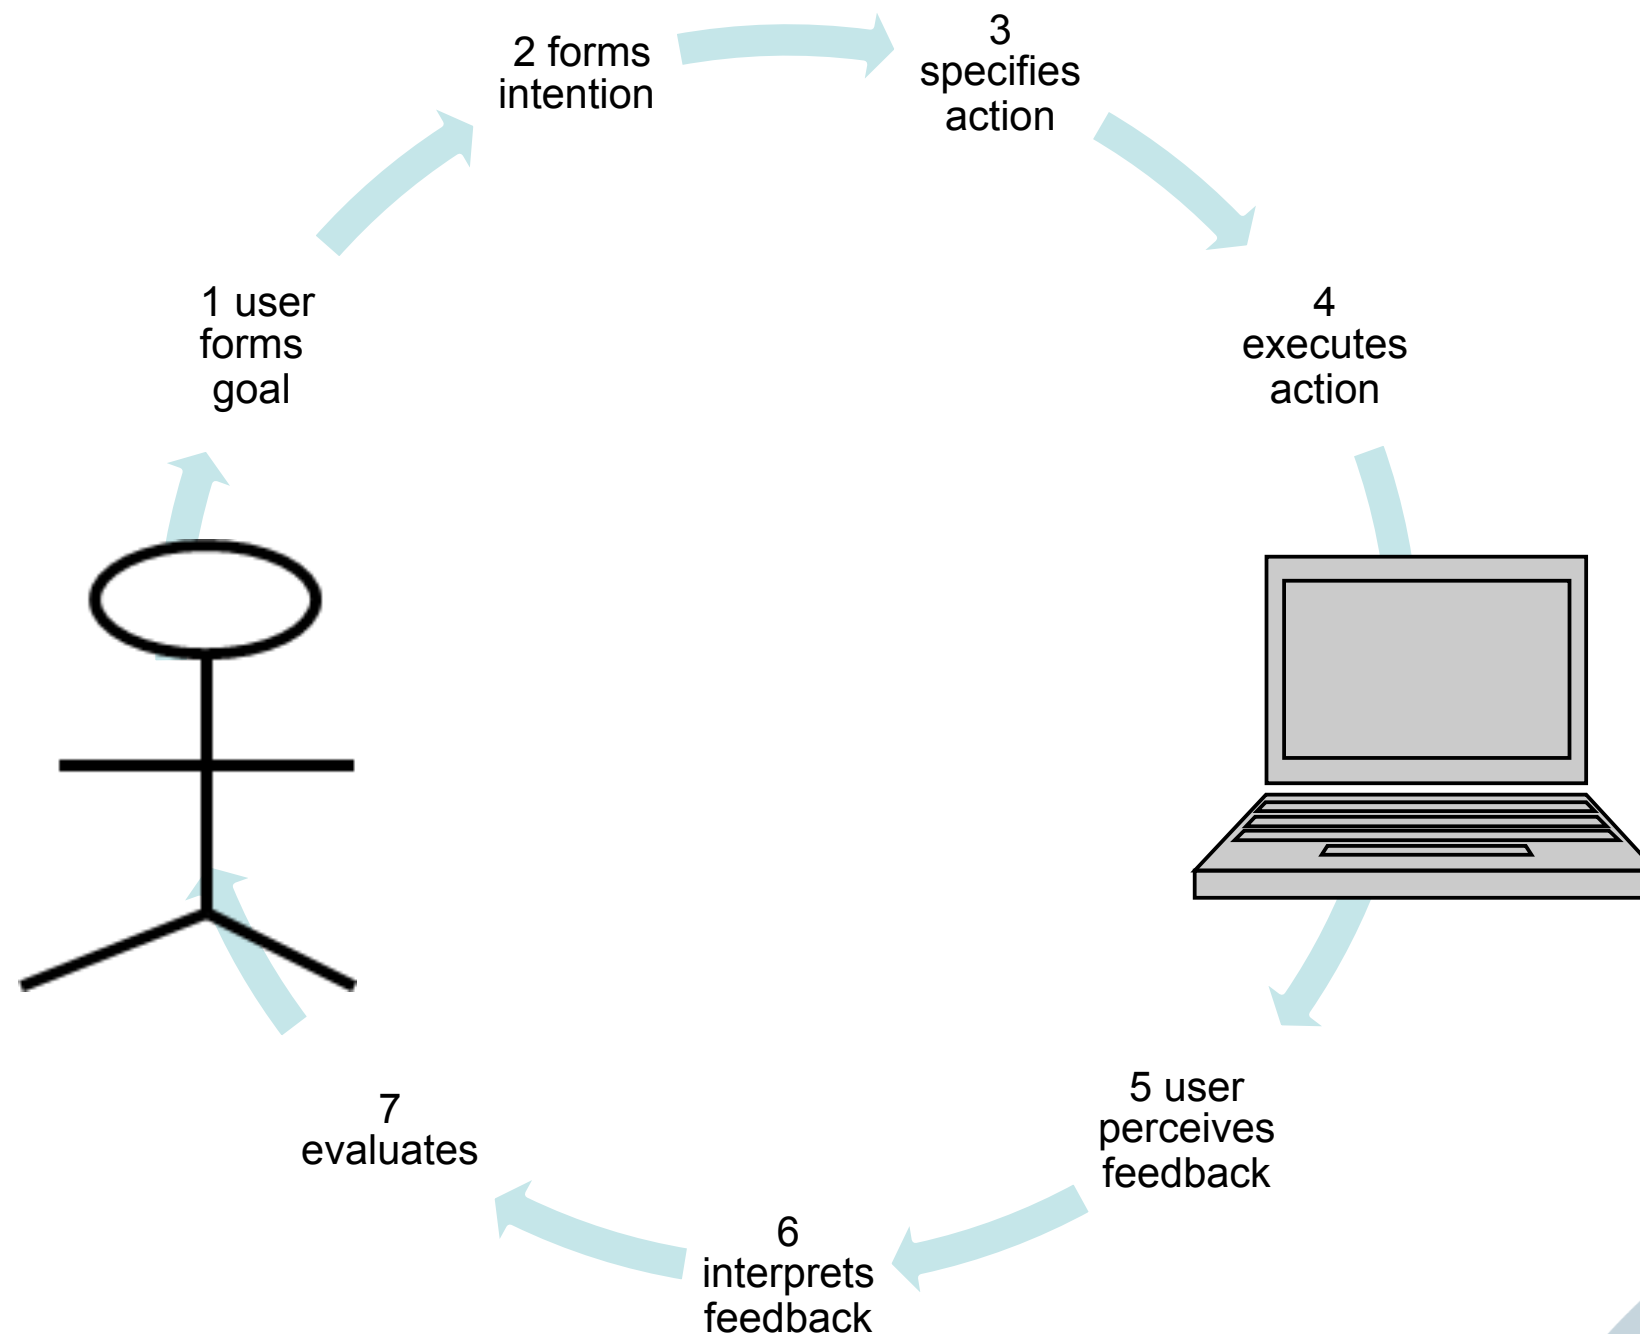 1 user
forms
goal
2 forms
intention
3
specifies
action
4
executes
action
5 user
perceives
feedback
6
interprets
feedback
7
evaluates